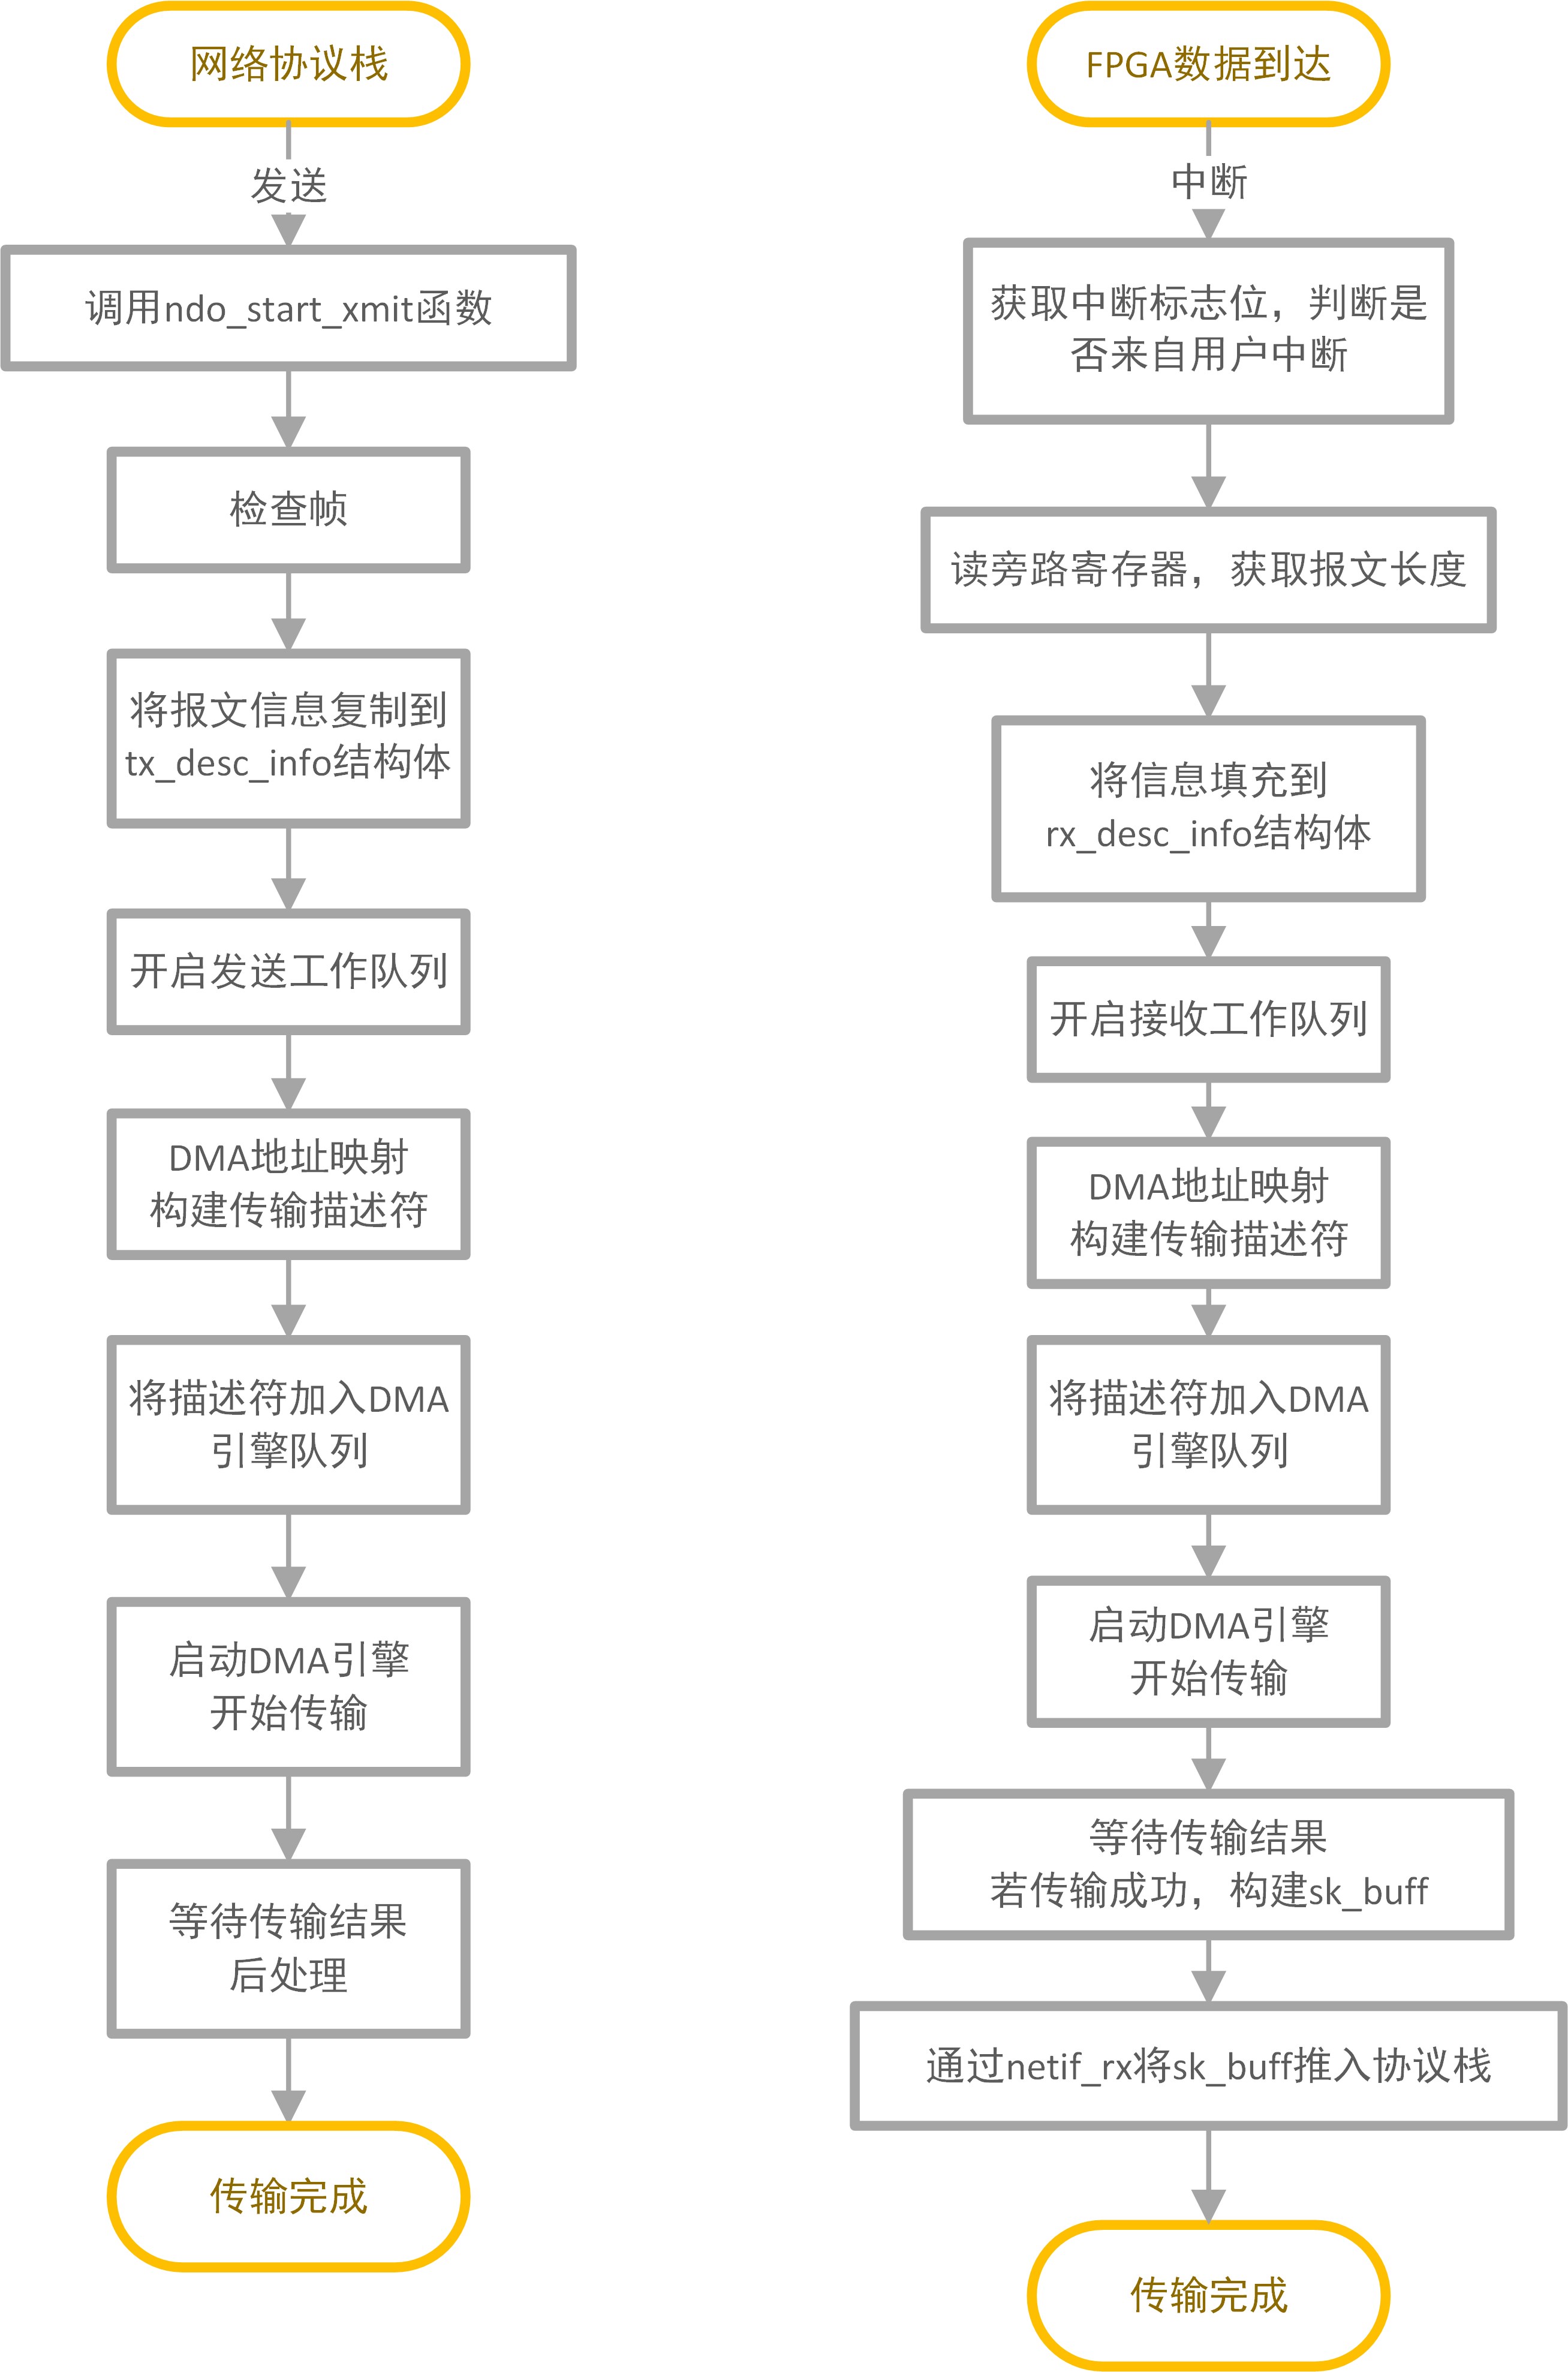 网络协议栈
发送
调用ndo_start_xmit函数
检查帧
将报文信息复制到
tx_desc_info结构体
开启发送工作队列
DMA地址映射
构建传输描述符
将描述符加入DMA
引擎队列
启动DMA引擎
开始传输
等待传输结果
后处理
传输完成
FPGA数据到达
中断
获取中断标志位，判断是
否来自用户中断
读旁路寄存器，获取报文长度
将信息填充到
rx_desc_info结构体
开启接收工作队列
DMA地址映射
构建传输描述符
将描述符加入DMA
引擎队列
启动DMA引擎
开始传输
等待传输结果
若传输成功，构建sk_buff
通过netif_rx将sk_buff推入协议栈
传输完成